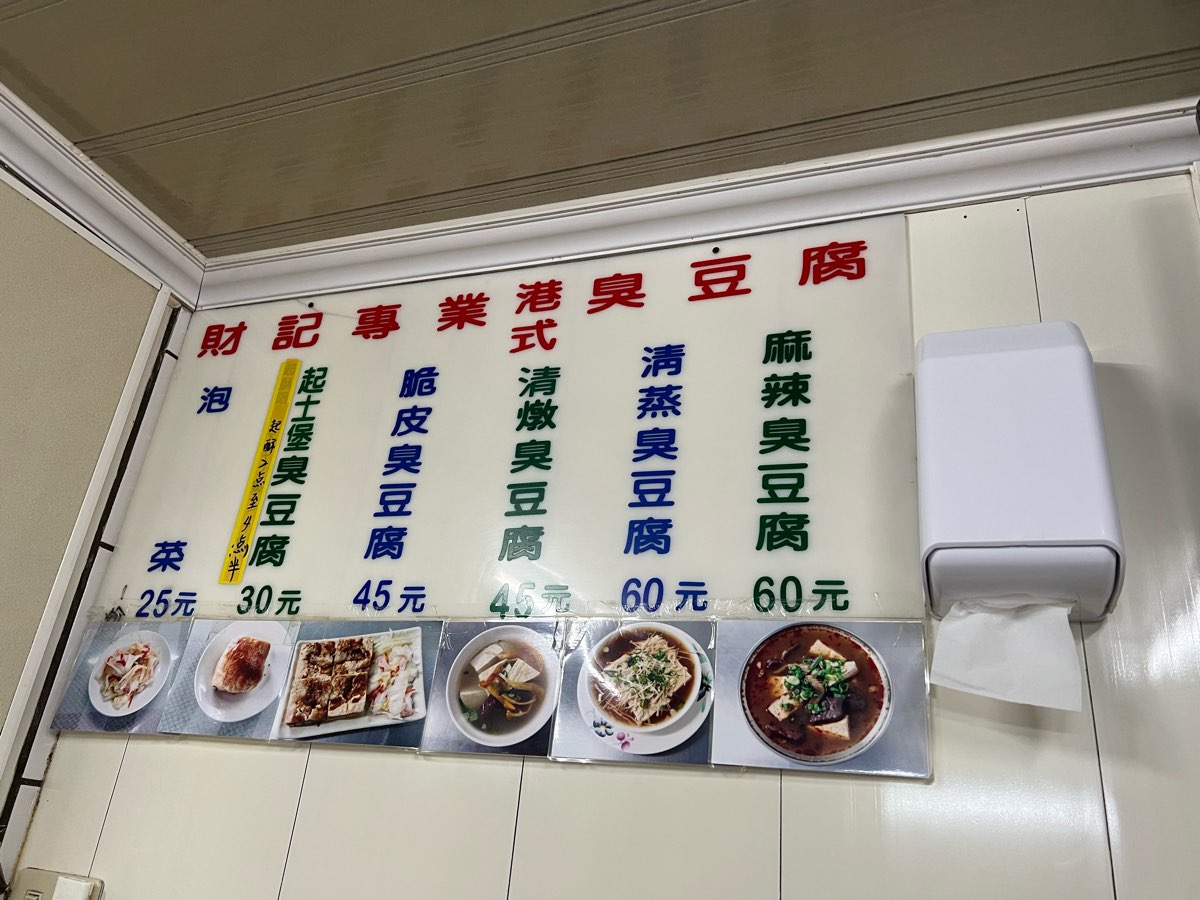 財記專業港式臭豆腐
麻辣臭豆腐
60元
清蒸臭豆腐
60元
清燉臭豆腐
45元
脆皮臭豆腐
45元
起士堡臭豆腐
30元
起酥2点至4点半
泡菜
25元